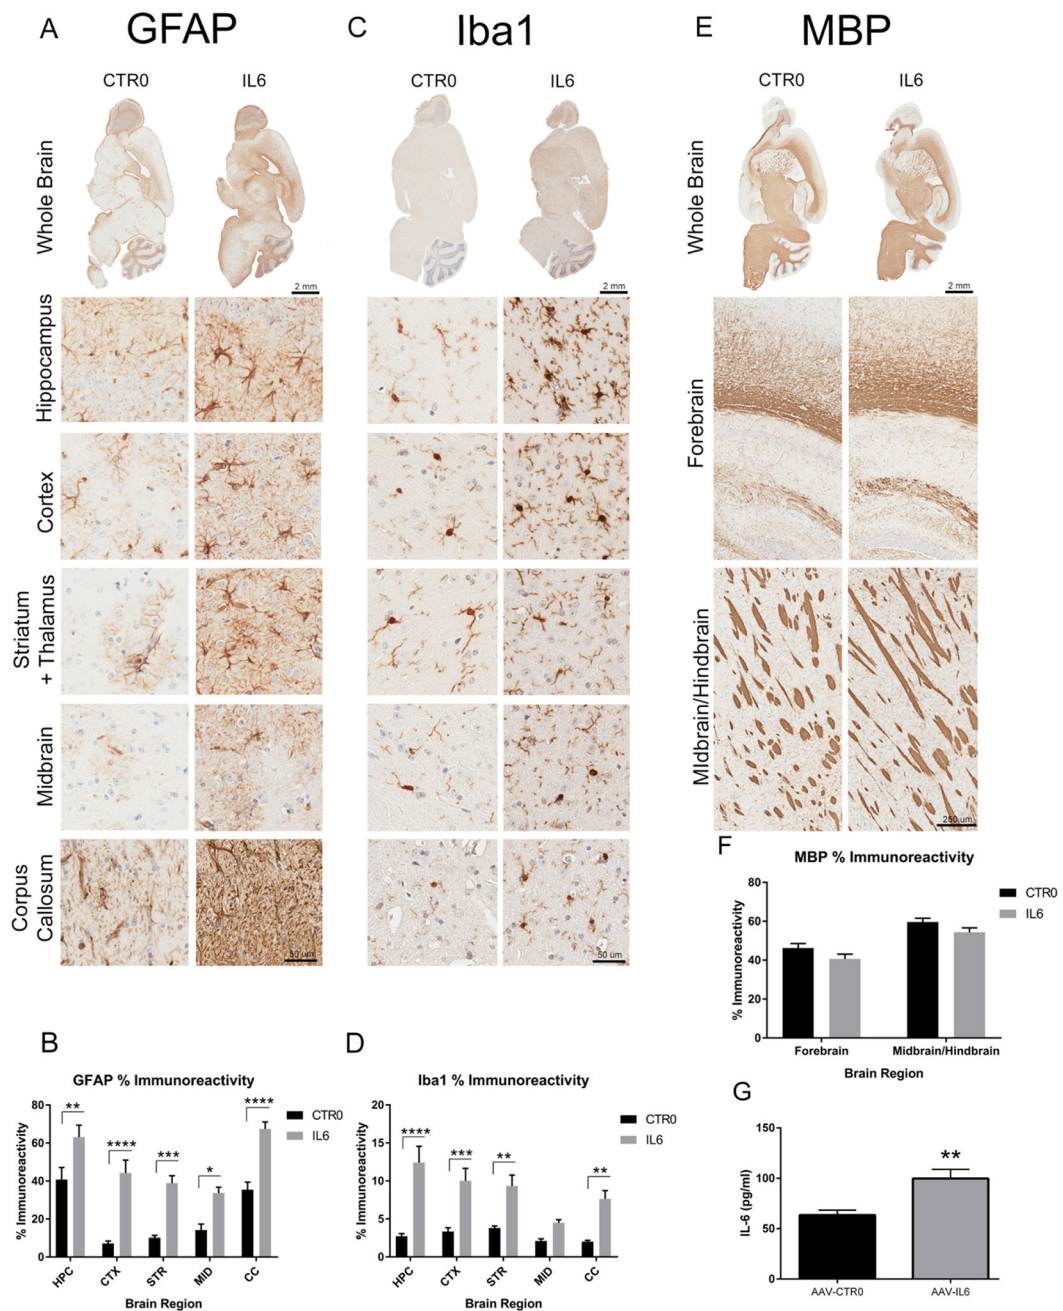 A GFAP
CTR0 IL6
Whole Brain
2 mm
Hippocampus
Cortex
Striatum
+ Thalamus
Midbrain
Corpus
Callosum
50 um
C Iba1
CTR0 IL6
2 mm
50 um
E MBP
CTR0 IL6
Whole Brain
2 mm
Forebrain
MIdbrain/Hindbrain
250 um
B
GFAP % Immunoreactivity
% Immunoreactivity
80
60
40
20
0
** **** *** * ****
CTR0
IL6
HPC CTX STR MID CC
Brain Region
D
Iba1 % Immunoreactivity
% Immunoreactivity
20
15
10
5
0
**** *** ** **
CTR0
IL6
HPC CTX STR MID CC
Brain Region
F
MBP % Immunoreactivity
% Immunoreactivity
80
60
40
20
0
CTR0
IL6
Forebrain Midbrain/Hindbrain
Brain Region
G
IL-6 (pg/ml)
150
100
50
0
**
AAV-CTR0 AAV-IL6